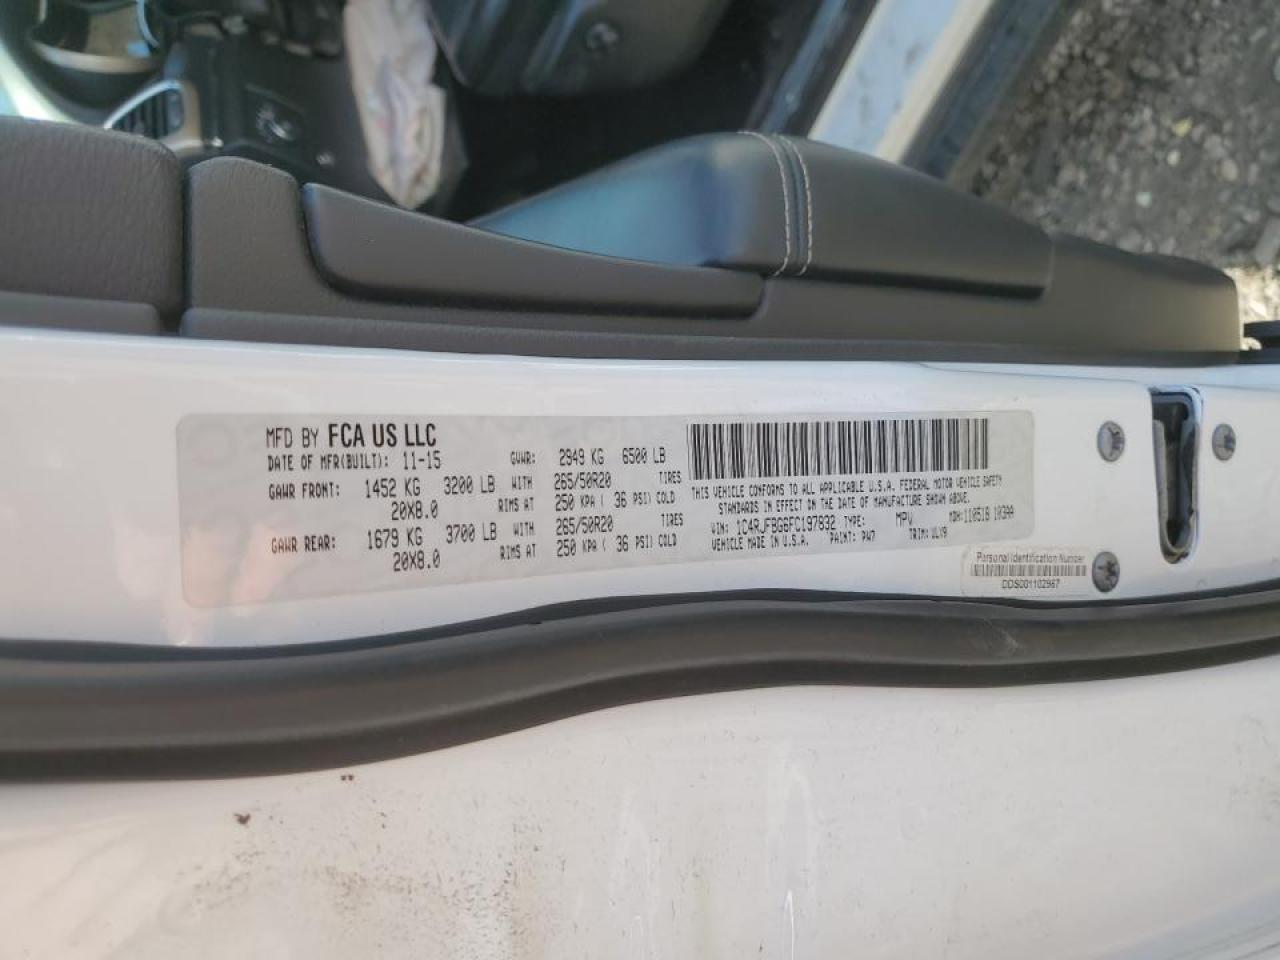 MFD BY FCA US LLC
DATE OF MFR(BUILT): 11-15 GVWR: 2949 KG 6500 LB
GAWR FRONT: 1452 KG 3200 LB WITH 265/50R20 TIRES
20X8.0 RIMS AT 250 KPA ( 36 PSI) COLD
GAWR REAR: 1679 KG 3700 LB WITH 265/50R20 TIRES
20X8.0 RIMS AT 250 KPA ( 36 PSI) COLD
THIS VEHICLE CONFORMS TO ALL APPLICABLE U.S.A. FEDERAL MOTOR VEHICLE SAFETY
STANDARDS IN EFFECT ON THE DATE OF MANUFACTURE SHOWN ABOVE.
VIN: 1C4RJFBG6FC197832 TYPE: MPV MDH:110518 103AA
VEHICLE MADE IN U.S.A. PAINT: PW7 TRIM: VLV9
Personal Identification Number
DDS001102967